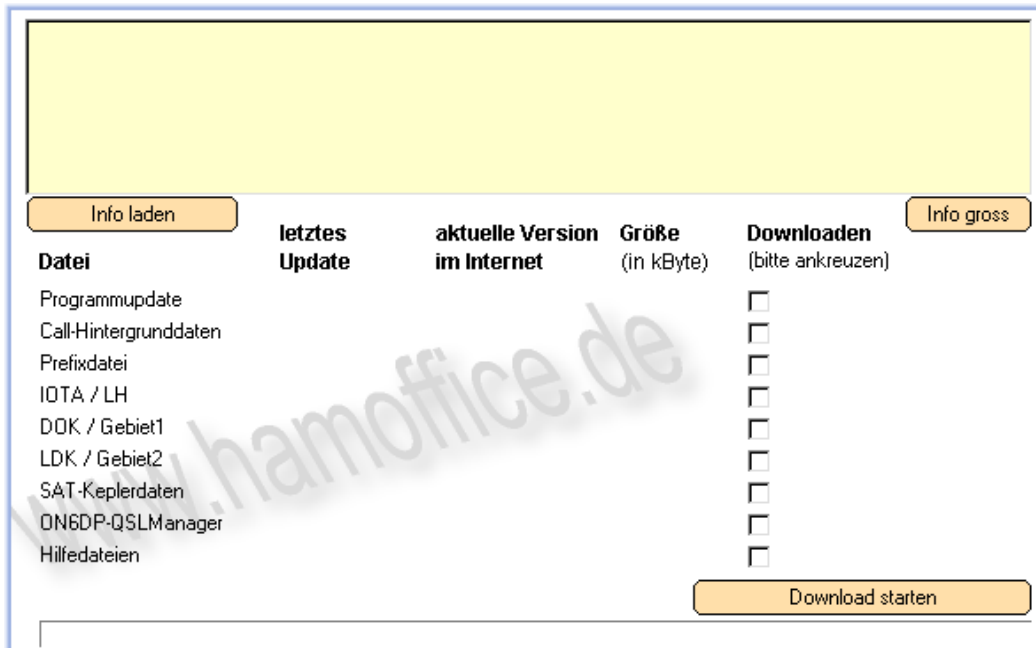 Info laden
Info gross
letztes aktuelle Version Größe Downloaden
Datei Update im Internet (in kByte) (bitte ankreuzen)
Programmupdate
Call-Hintergrunddaten
Prefixdatei
IOTA / LH
DOK / Gebiet1
LDK / Gebiet2
SAT-Keplerdaten
ON6DP-QSLManager
Hilfedateien
www.hamoffice.de
Download starten